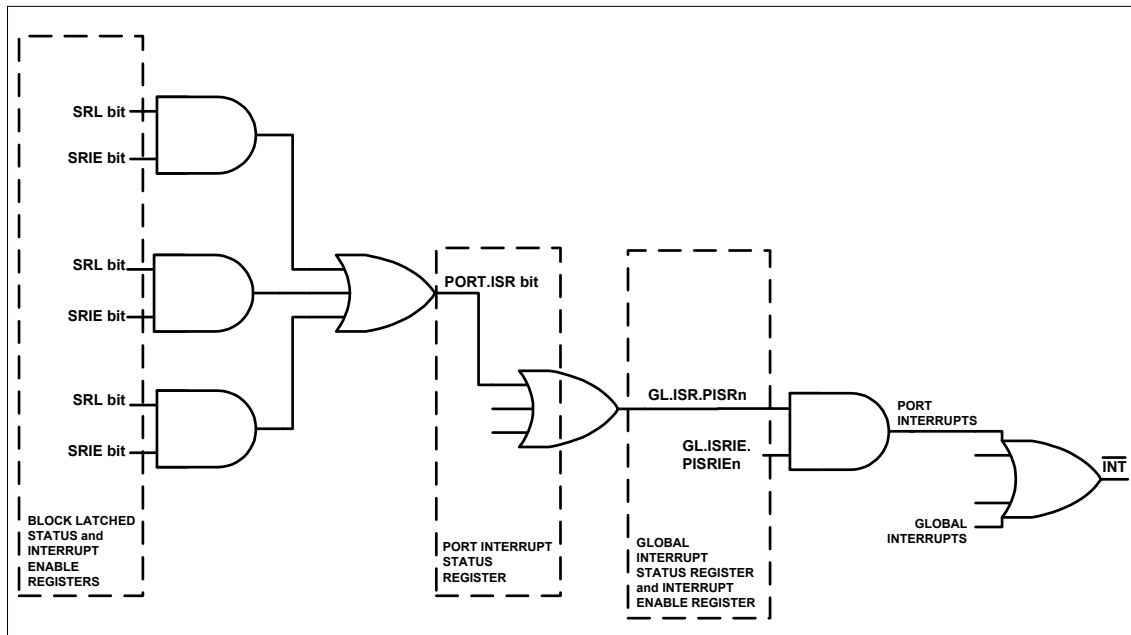 SRL bit
SRIE bit
SRL bit
SRIE bit
SRL bit
SRIE bit
BLOCK LATCHED
STATUS and
INTERRUPT
ENABLE
REGISTERS
PORT.ISR bit
PORT INTERRUPT
STATUS
REGISTER
GL.ISR.PISRn
GL.ISRIE.
PISRIEn
GLOBAL
INTERRUPT
STATUS REGISTER
and INTERRUPT
ENABLE REGISTER
PORT
INTERRUPTS
GLOBAL
INTERRUPTS
INT